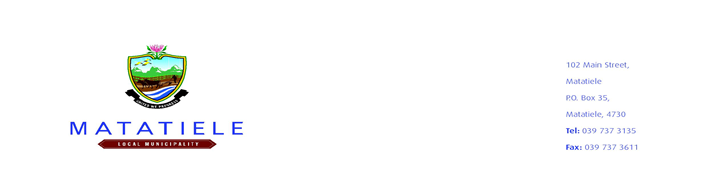 MATATIELE
LOCAL MUNICIPALITY
102 Main Street,
Matatiele
P.O. Box 35,
Matatiele, 4730
Tel: 039 737 3135
Fax: 039 737 3611